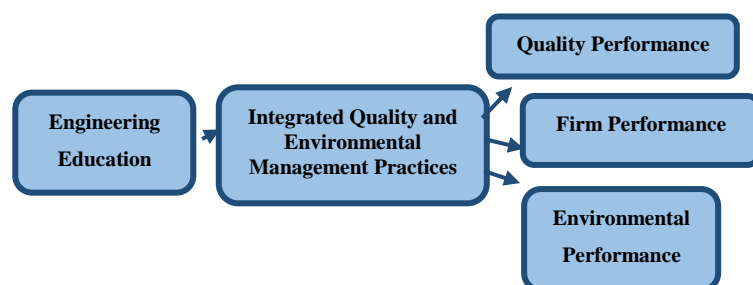 Engineering
Education
Integrated Quality and
Environmental
Management Practices
Quality Performance
Firm Performance
Environmental
Performance